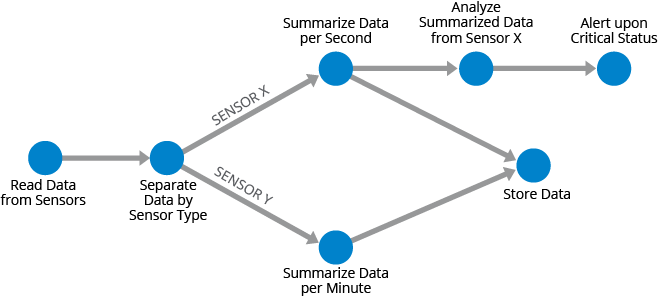 Summarize Data
per Second
Analyze
Summarized Data
from Sensor X
Alert upon
Critical Status
SENSOR X
Read Data
from Sensors
Separate
Data by
Sensor Type
SENSOR Y
Store Data
Summarize Data
per Minute